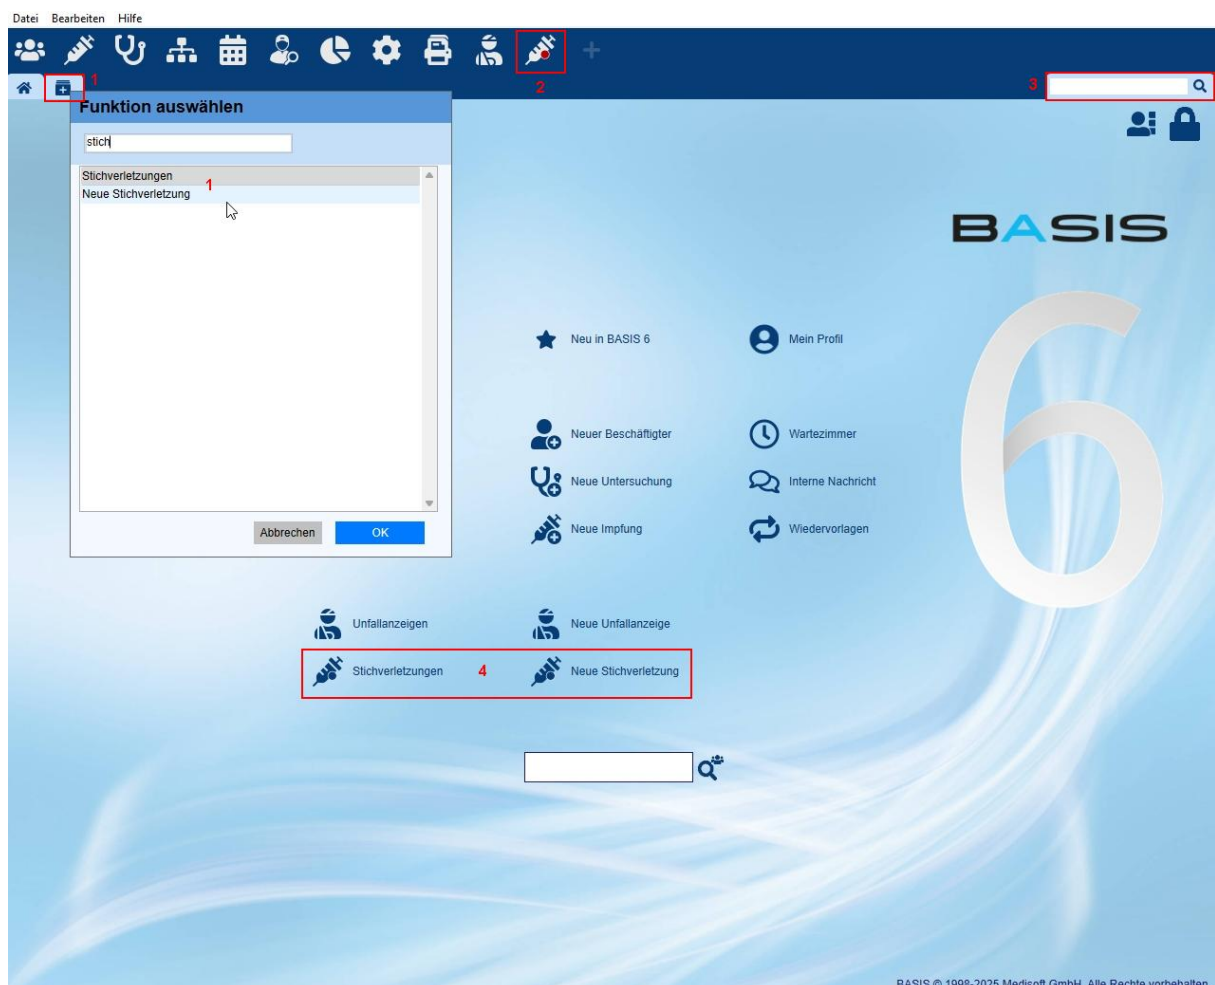 Datei Bearbeiten Hilfe
1
2
3
Funktion auswählen
stich
Stichverletzungen
1
Neue Stichverletzung
Abbrechen OK
BASIS
6
Neu in BASIS 6 Mein Profil
Neuer Beschäftigter Wartezimmer
Neue Untersuchung Interne Nachricht
Neue Impfung Wiedervorlagen
Unfallanzeigen Neue Unfallanzeige
Stichverletzungen 4 Neue Stichverletzung
BASIS © 1998-2025 Medisoft GmbH. Alle Rechte vorbehalten